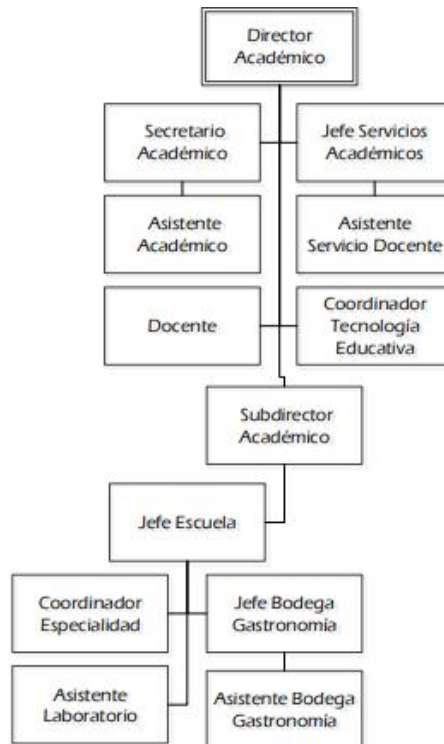 Director
Académico
Secretario
Académico
Jefe Servicios
Académicos
Asistente
Académico
Asistente
Servicio Docente
Docente
Coordinador
Tecnología
Educativa
Subdirector
Académico
Jefe Escuela
Coordinador
Especialidad
Jefe Bodega
Gastronomía
Asistente
Laboratorio
Asistente Bodega
Gastronomía